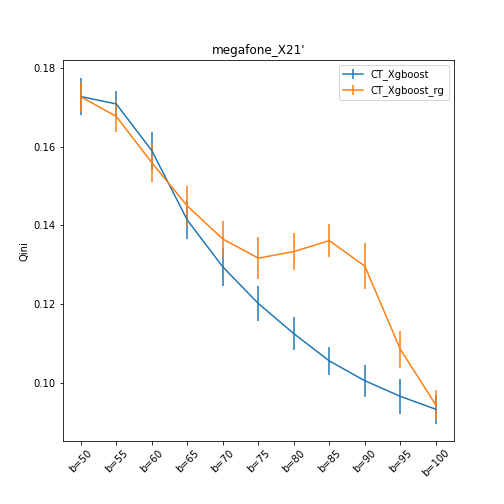 megafone_X21'
CT_Xgboost
CT_Xgboost_rg
0.18
0.16
0.14
0.12
0.10
Qini
b=50
b=55
b=60
b=65
b=70
b=75
b=80
b=85
b=90
b=95
b=100